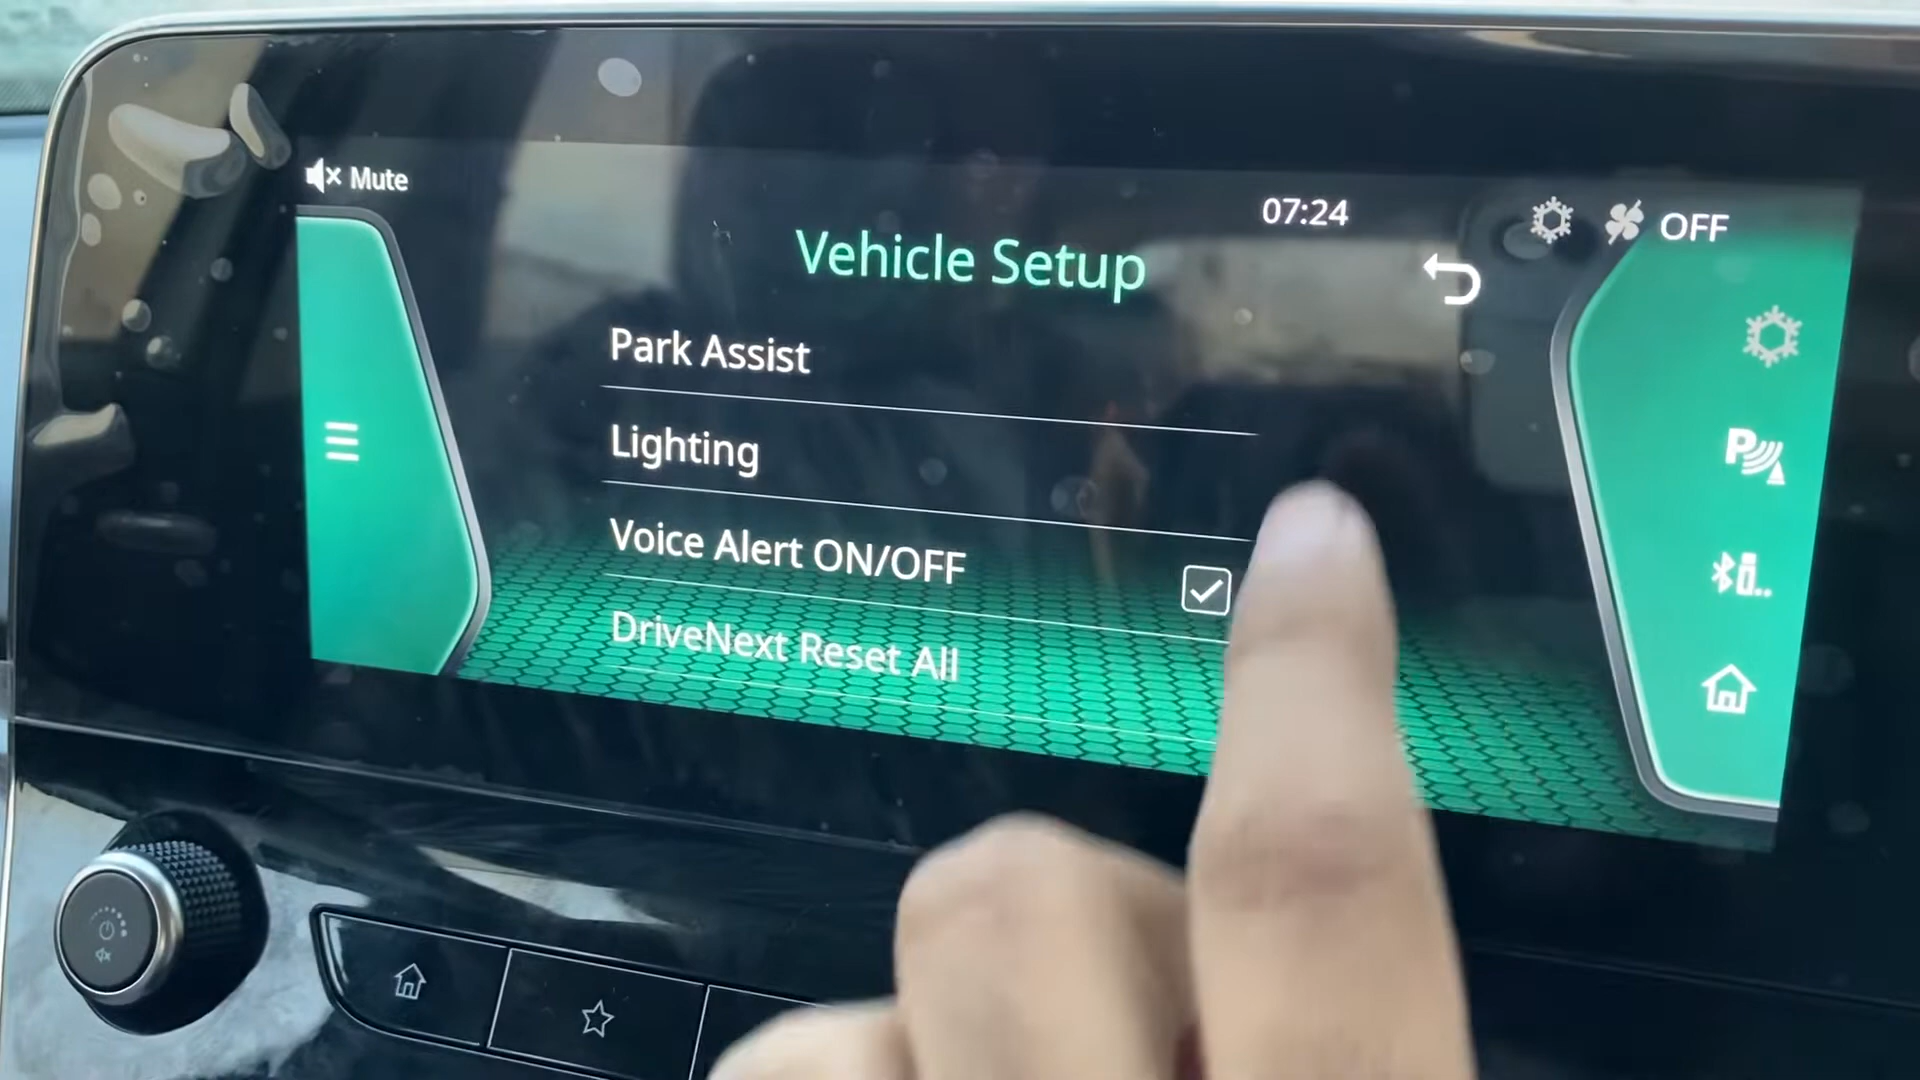 Mute
07:24
OFF
Vehicle Setup
Park Assist
Lighting
Voice Alert ON/OFF
DriveNext Reset All
P